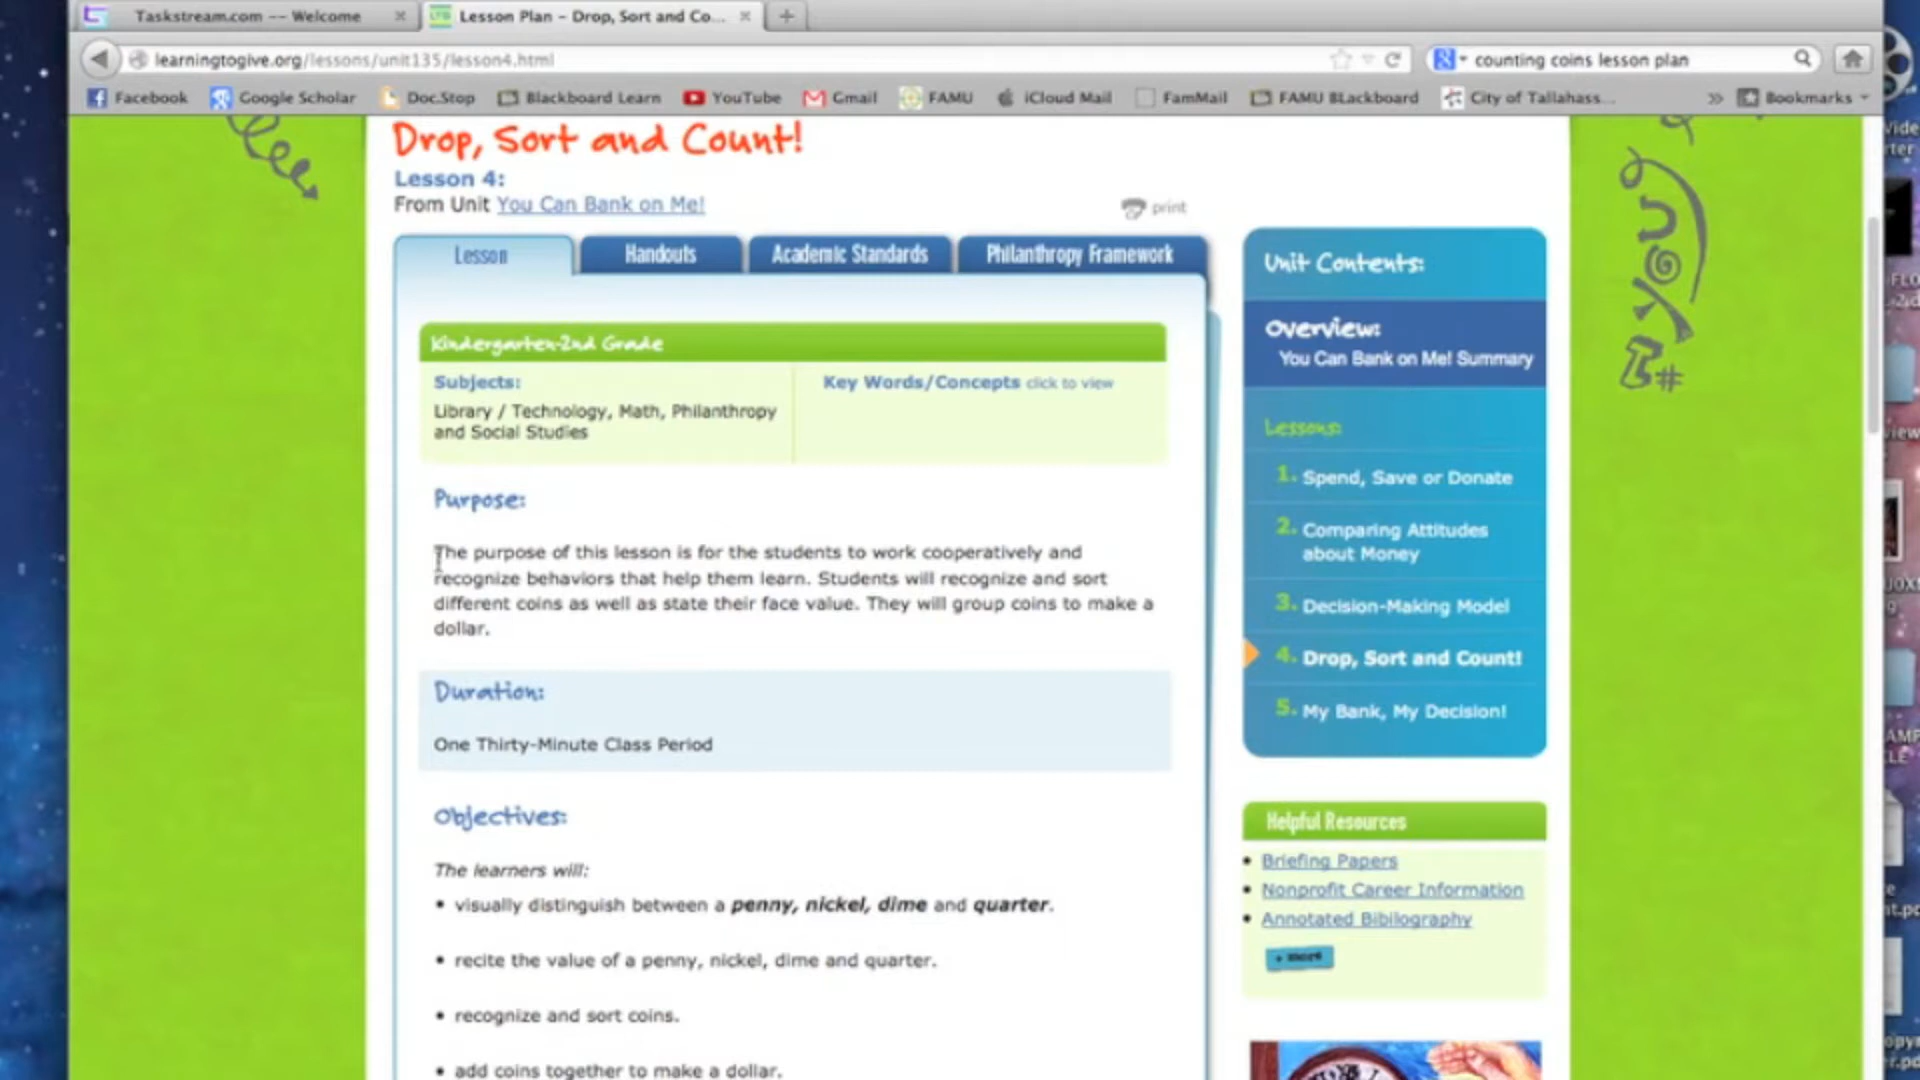 Taskstream.com -- Welcome
Lesson Plan - Drop, Sort and Co...
learningtogive.org/lessons/unit135/lesson4.html
counting coins lesson plan
Facebook
Google Scholar
Doc.Stop
Blackboard Learn
YouTube
Gmail
FAMU
iCloud Mail
FamMail
FAMU BLackboard
City of Tallahass...
Bookmarks
Drop, Sort and Count!
Lesson 4:
From Unit You Can Bank on Me!
print
Lesson
Handouts
Academic Standards
Philanthropy Framework
Kindergarten-2nd Grade
Subjects:
Library / Technology, Math, Philanthropy
and Social Studies
Key Words/Concepts click to view
Purpose:
The purpose of this lesson is for the students to work cooperatively and
recognize behaviors that help them learn. Students will recognize and sort
different coins as well as state their face value. They will group coins to make a
dollar.
Duration:
One Thirty-Minute Class Period
Objectives:
The learners will:
• visually distinguish between a penny, nickel, dime and quarter.
• recite the value of a penny, nickel, dime and quarter.
• recognize and sort coins.
• add coins together to make a dollar.
Unit Contents:
Overview:
You Can Bank on Me! Summary
Lessons:
1. Spend, Save or Donate
2. Comparing Attitudes
about Money
3. Decision-Making Model
4. Drop, Sort and Count!
5. My Bank, My Decision!
Helpful Resources
• Briefing Papers
• Nonprofit Career Information
• Annotated Bibilography
+ more